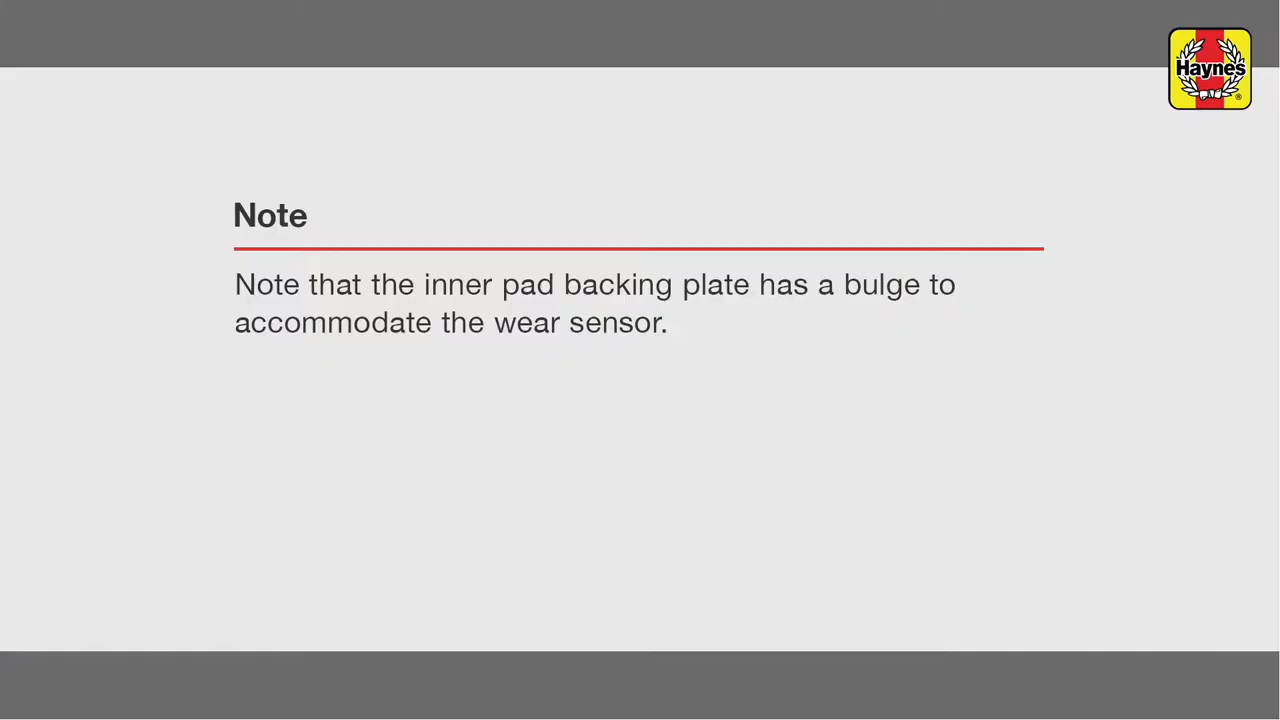 Haynes
Note
Note that the inner pad backing plate has a bulge to
accommodate the wear sensor.